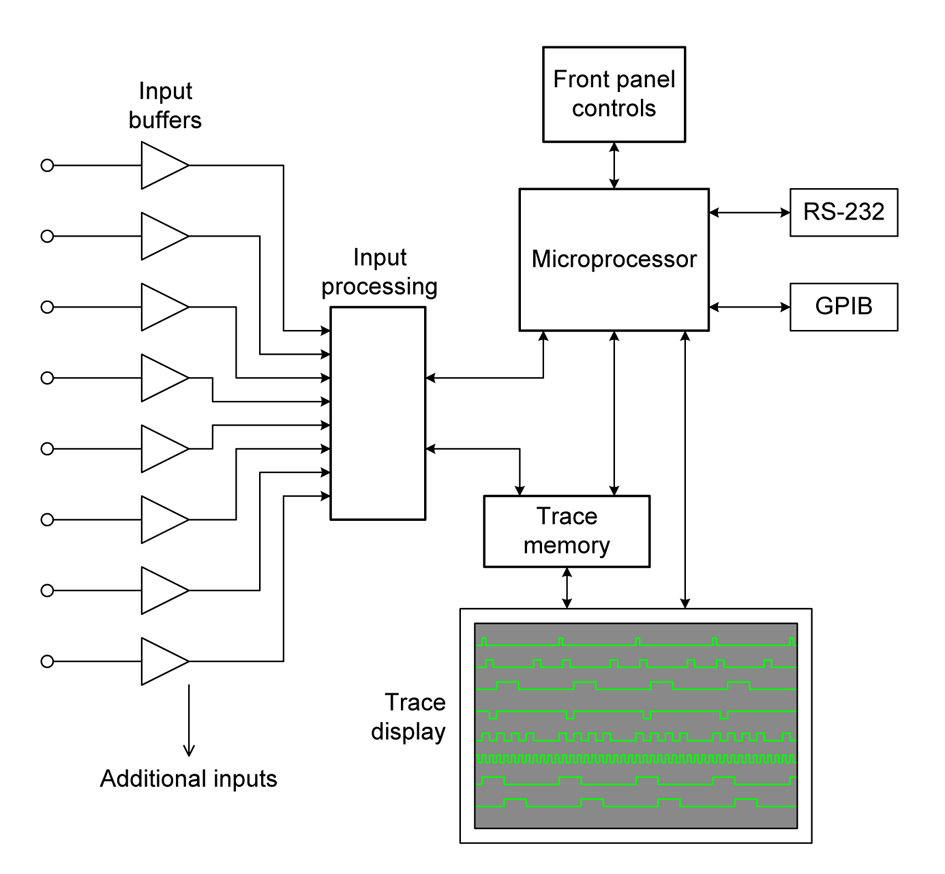 Input
buffers
Front panel
controls
RS-232
Microprocessor
Input
processing
GPIB
Trace
memory
Trace
display
Additional inputs